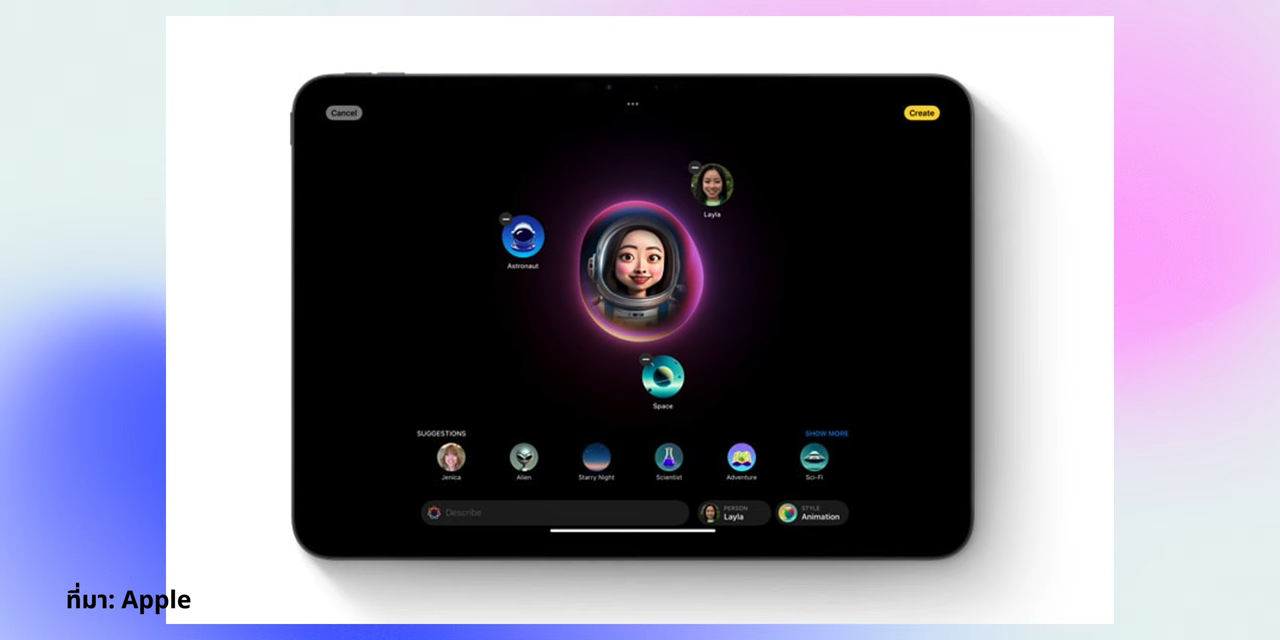 Cancel
Create
Layla
Astronaut
Space
SUGGESTIONS
SHOW MORE
Jenica
Alien
Starry Night
Scientist
Adventure
Sci-Fi
Describe
PERSON
Layla
STYLE
Animation
ที่มา: Apple